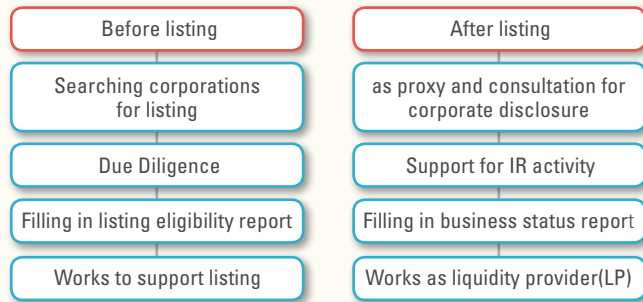 Before listing
Searching corporations
for listing
Due Diligence
Filling in listing eligibility report
Works to support listing
After listing
as proxy and consultation for
corporate disclosure
Support for IR activity
Filling in business status report
Works as liquidity provider(LP)